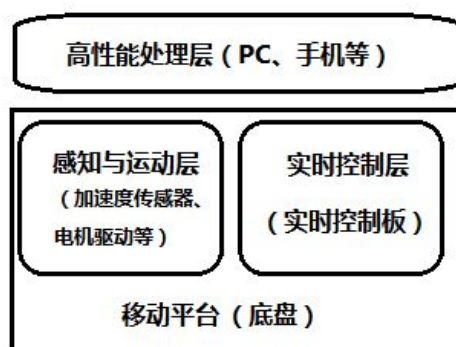 高性能处理层（PC、手机等）
感知与运动层
（加速度传感器、
电机驱动等）
实时控制层
（实时控制板）
移动平台（底盘）